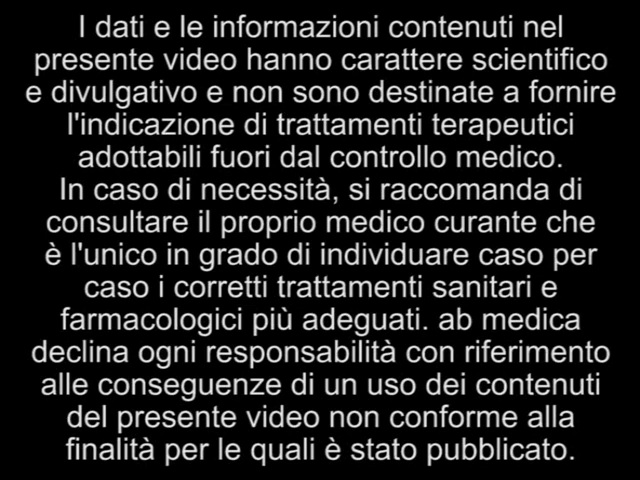 I dati e le informazioni contenuti nel
presente video hanno carattere scientifico
e divulgativo e non sono destinate a fornire
l'indicazione di trattamenti terapeutici
adottabili fuori dal controllo medico.
In caso di necessità, si raccomanda di
consultare il proprio medico curante che
è l'unico in grado di individuare caso per
caso i corretti trattamenti sanitari e
farmacologici più adeguati. ab medica
declina ogni responsabilità con riferimento
alle conseguenze di un uso dei contenuti
del presente video non conforme alla
finalità per le quali è stato pubblicato.